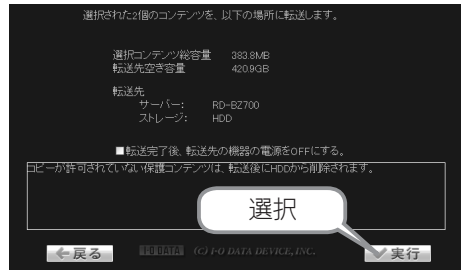 選択された2個のコンテンツを、以下の場所に転送します。
選択コンテンツ総容量 383.8MB
転送先空き容量 420.9GB
転送先
サーバー: RD-BZ700
ストレージ: HDD
■転送完了後、転送先の機器の電源をOFFにする。
コピーが許可されていない保護コンテンツは、転送後にHDDから削除されます。
選択
戻る I-O DATA (C) I-O DATA DEVICE, INC. 実行